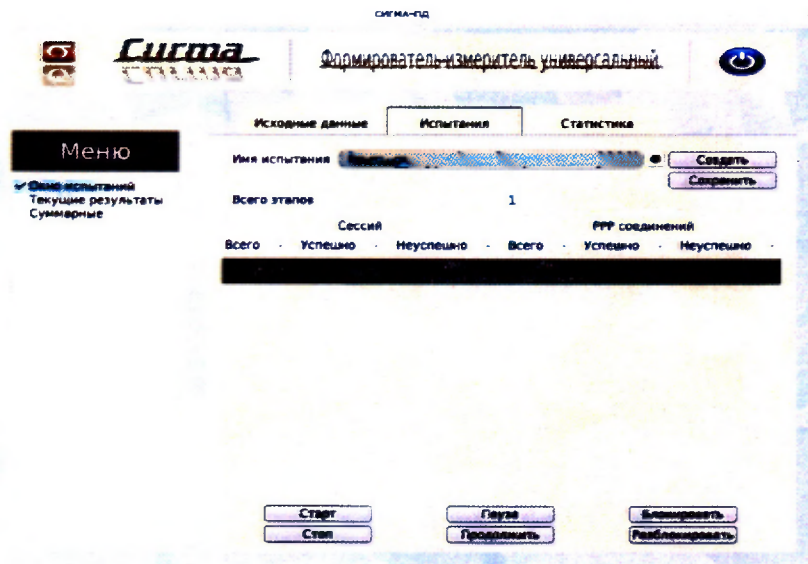 СИГМА-ПД
Сигма
Формирователь-измеритель универсальный
Исходные данные Испытания Статистика
Меню
Имя испытания Создать
Сохранить
Окно испытаний
Текущие результаты
Суммарные
Всего этапов 1
Сессий PPP соединений
Всего - Успешно - Неуспешно - Всего - Успешно - Неуспешно -
Старт Пауза Блокировать
Стоп Продолжить Разблокировать